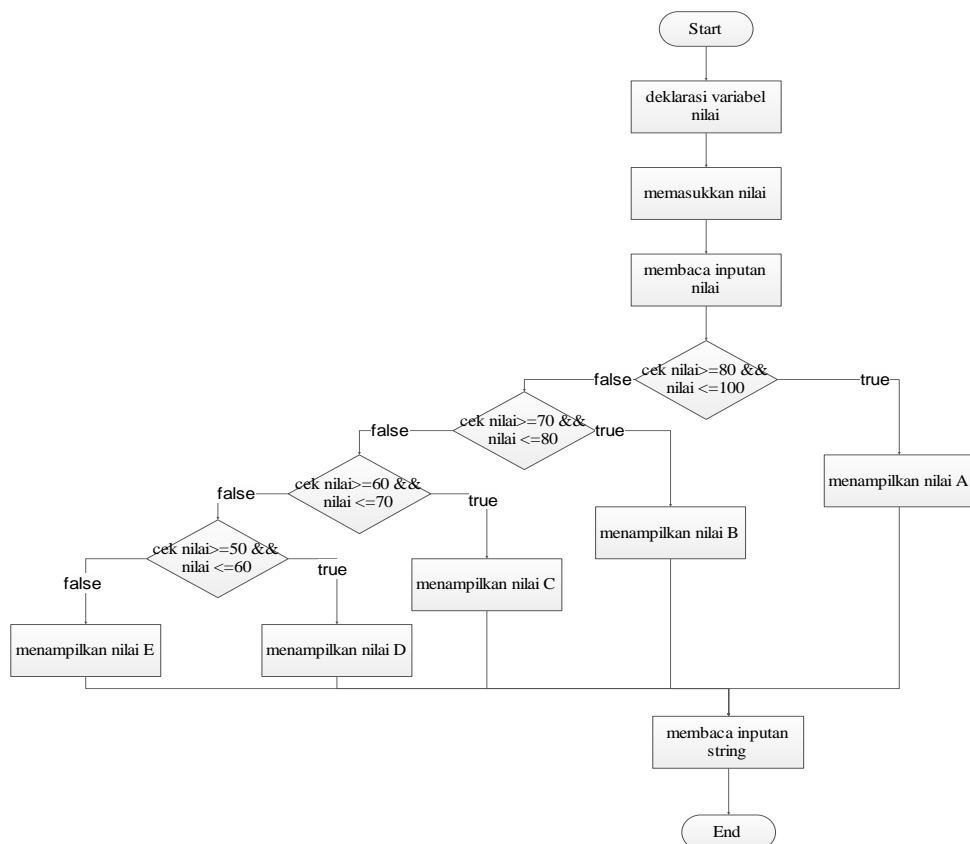 Start
deklarasi variabel
nilai
memasukkan nilai
membaca inputan
nilai
cek nilai>=80 &&
nilai <=100
false
true
cek nilai>=70 &&
nilai <=80
false
true
menampilkan nilai A
cek nilai>=60 &&
nilai <=70
false
true
menampilkan nilai B
cek nilai>=50 &&
nilai <=60
false
true
menampilkan nilai C
menampilkan nilai E
menampilkan nilai D
membaca inputan
string
End